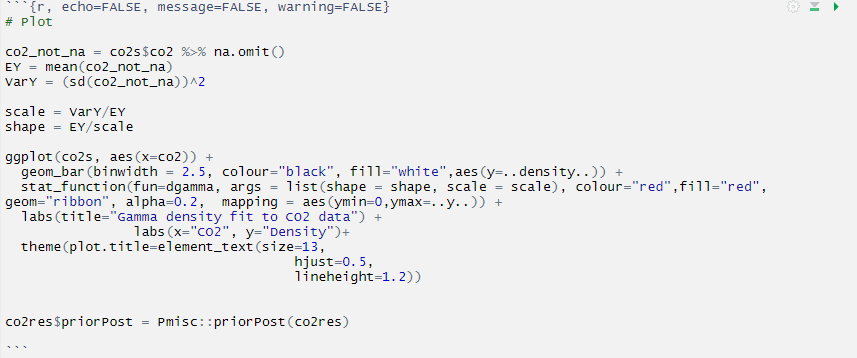 ```{r, echo=FALSE, message=FALSE, warning=FALSE}
# Plot
co2_not_na = co2s$co2 %>% na.omit()
EY = mean(co2_not_na)
VarY = (sd(co2_not_na))^2
scale = VarY/EY
shape = EY/scale
ggplot(co2s, aes(x=co2)) +
  geom_bar(binwidth = 2.5, colour="black", fill="white",aes(y=..density..)) +
  stat_function(fun=dgamma, args = list(shape = shape, scale = scale), colour="red",fill="red",
geom="ribbon", alpha=0.2,  mapping = aes(ymin=0,ymax=..y..)) +
  labs(title="Gamma density fit to CO2 data") +
                labs(x="CO2", y="Density")+
  theme(plot.title=element_text(size=13,
                                    hjust=0.5,
                                    lineheight=1.2))
co2res$priorPost = Pmisc::priorPost(co2res)
```